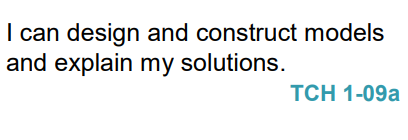 I can design and construct models
and explain my solutions.
TCH 1-09a